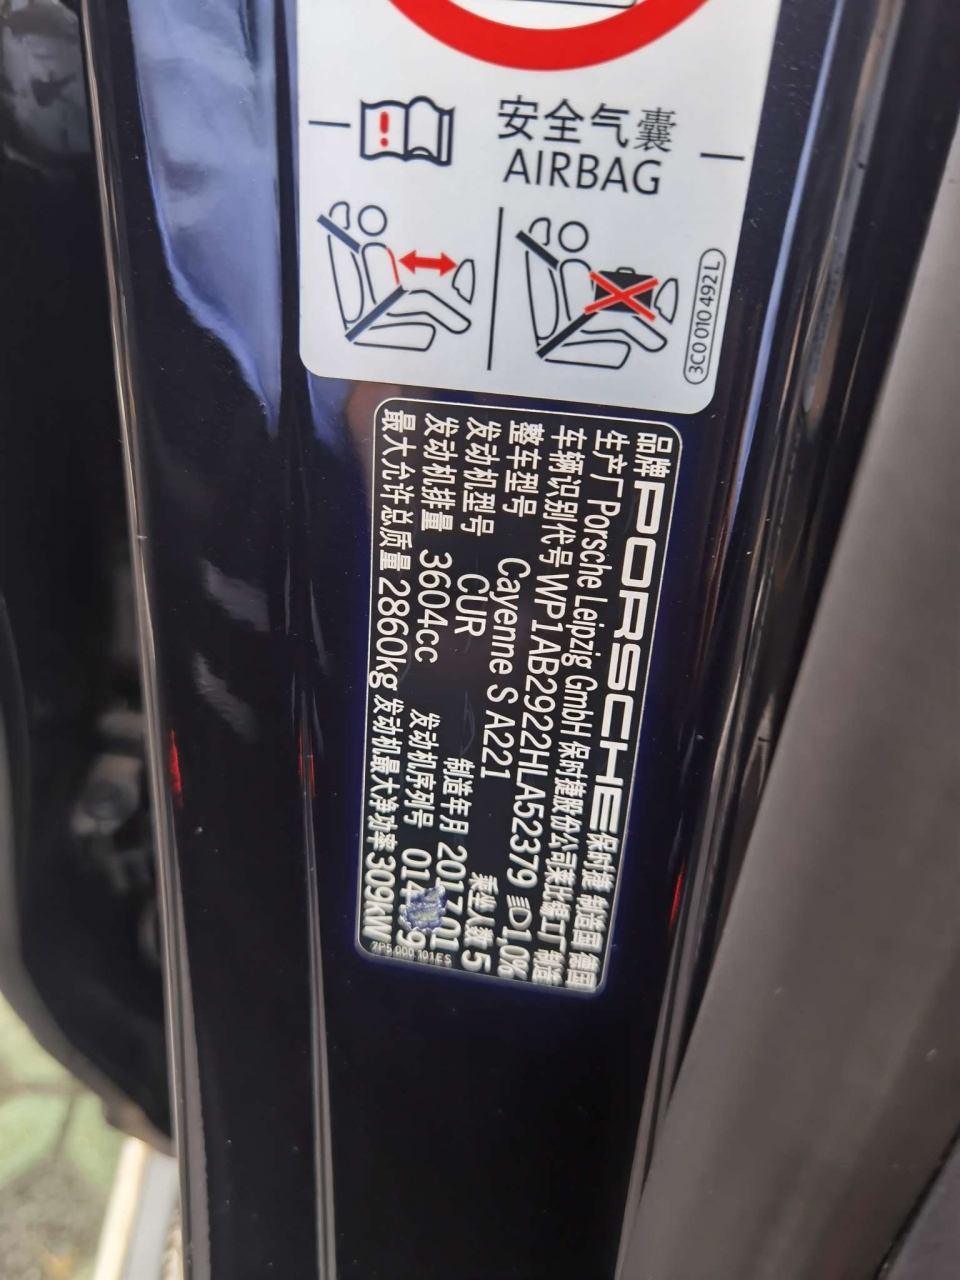 安全气囊
AIRBAG
3C0 010 492 L
品牌 PORSCHE 保时捷 制造国 德国
生产厂 Porsche Leipzig GmbH 保时捷股份公司莱比锡工厂 制造
车辆识别代号 WP1AB2922HLA52379 1,0%
整车型号 Cayenne S A221 乘坐人数 5
发动机型号 CUR 制造年月 2017.01
发动机排量 3604cc 发动机序列号
最大允许总质量 2860kg 发动机最大净功率 309kW
7P5.000.101.ES